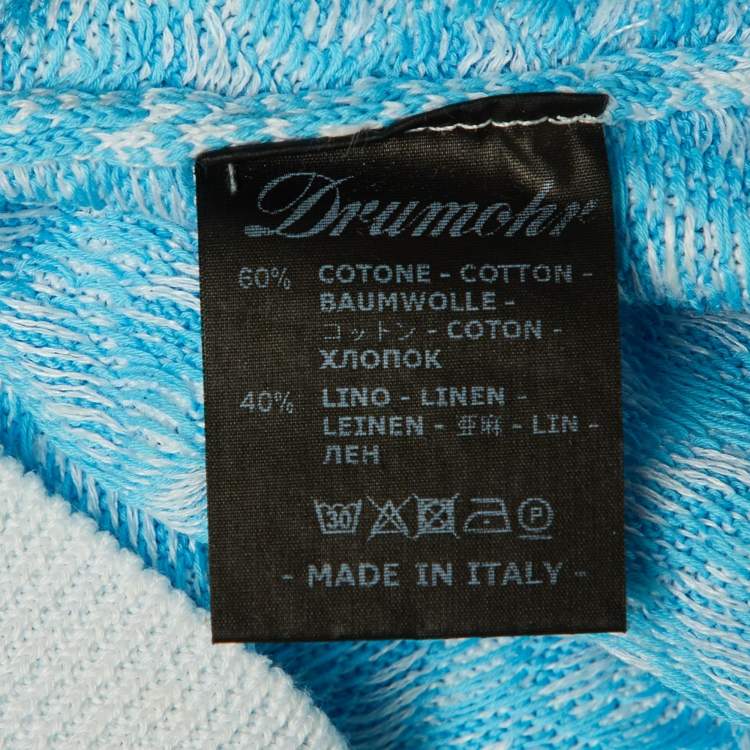 Drumohr
60% COTONE - COTTON -
BAUMWOLLE -
コットン - COTON -
ХЛОПОК
40% LINO - LINEN -
LEINEN - 亜麻 - LIN -
ЛЕН
30 P
- MADE IN ITALY -